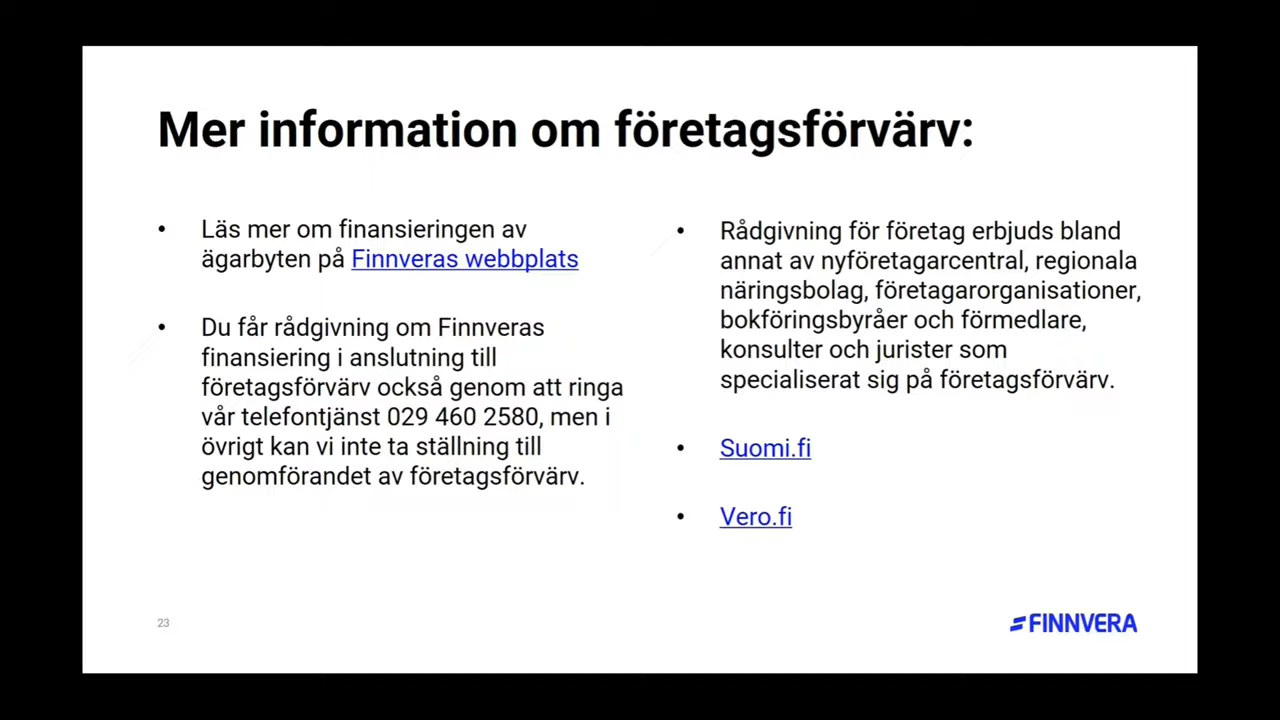 Mer information om företagsförvärv:
• Läs mer om finansieringen av
ägarbyten på Finnveras webbplats
• Du får rådgivning om Finnveras
finansiering i anslutning till
företagsförvärv också genom att ringa
vår telefontjänst 029 460 2580, men i
övrigt kan vi inte ta ställning till
genomförandet av företagsförvärv.
• Rådgivning för företag erbjuds bland
annat av nyföretagarcentral, regionala
näringsbolag, företagarorganisationer,
bokföringsbyråer och förmedlare,
konsulter och jurister som
specialiserat sig på företagsförvärv.
• Suomi.fi
• Vero.fi
23
FINNVERA